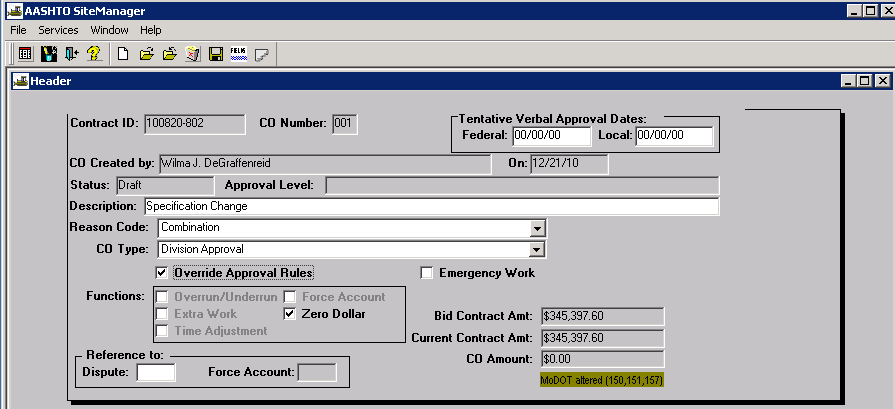 AASHTO SiteManager
File Services Window Help
Header
Contract ID: 100820-802 CO Number: 001
Tentative Verbal Approval Dates:
Federal: 00/00/00 Local: 00/00/00
CO Created by: Wilma J. DeGraffenreid On: 12/21/10
Status: Draft Approval Level:
Description: Specification Change
Reason Code: Combination
CO Type: Division Approval
Override Approval Rules Emergency Work
Functions: Overrun/Underrun Force Account
Extra Work Zero Dollar
Time Adjustment
Bid Contract Amt: $345,397.60
Current Contract Amt: $345,397.60
CO Amount: $0.00
Reference to:
Dispute: Force Account:
MoDOT altered (150,151,157)